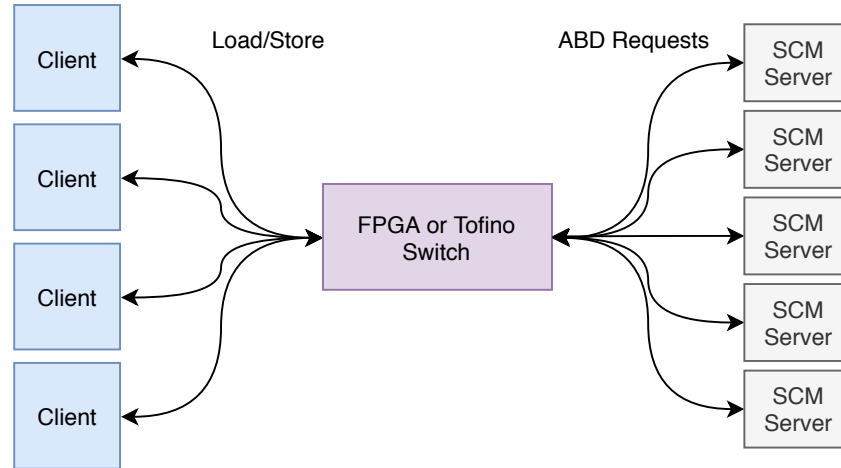 Load/Store
ABD Requests
Client
Client
Client
Client
FPGA or Tofino
Switch
SCM
Server
SCM
Server
SCM
Server
SCM
Server
SCM
Server